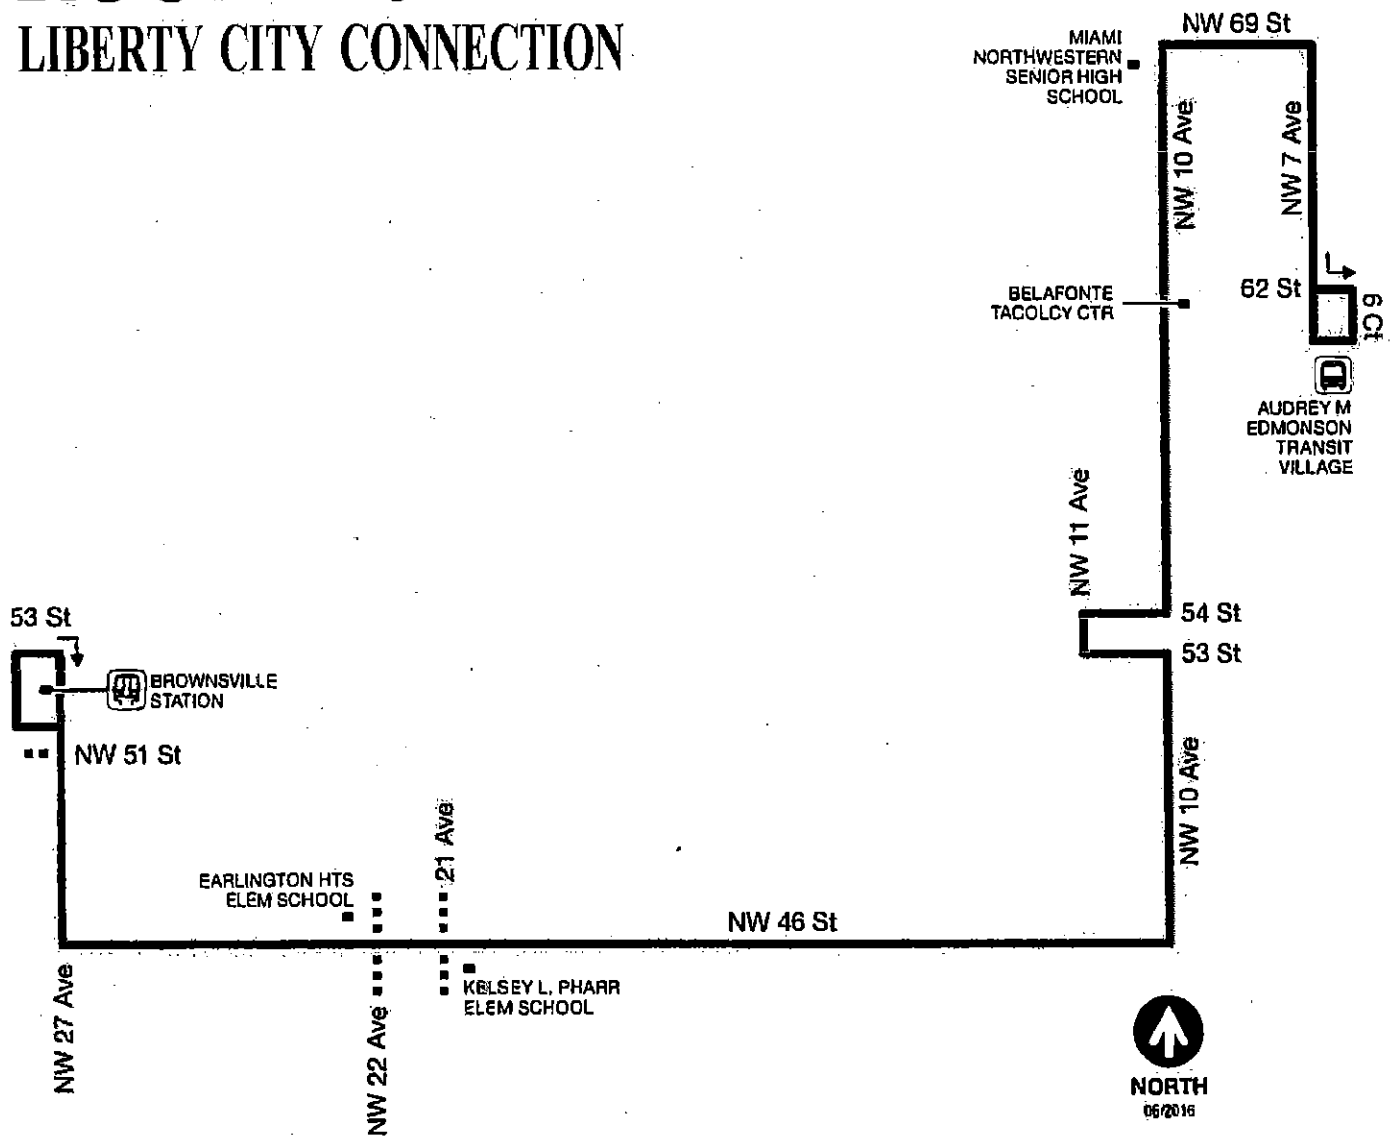 LIBERTY CITY CONNECTION
NW 69 St
MIAMI
NORTHWESTERN
SENIOR HIGH
SCHOOL
NW 10 Ave
NW 7 Ave
BELAFONTE
TACOLCY CTR
62 St
6 Ct
AUDREY M
EDMONSON
TRANSIT
VILLAGE
NW 11 Ave
54 St
53 St
53 St
BROWNSVILLE
STATION
NW 51 St
NW 10 Ave
21 Ave
EARLINGTON HTS
ELEM SCHOOL
NW 46 St
KELSEY L. PHARR
ELEM SCHOOL
NW 27 Ave
NW 22 Ave
NORTH
06/2016